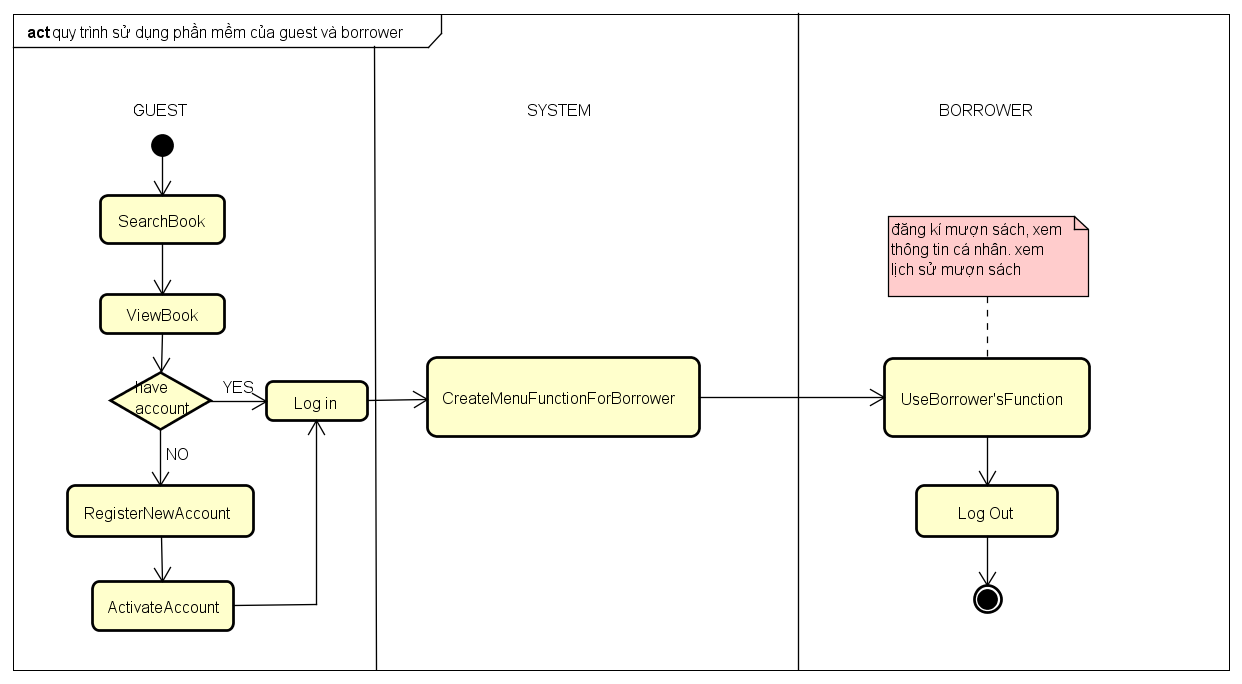 act quy trình sử dụng phần mềm của guest và borrower
GUEST
SYSTEM
BORROWER
SearchBook
ViewBook
have
account
YES
Log in
NO
RegisterNewAccount
ActivateAccount
CreateMenuFunctionForBorrower
đăng kí mượn sách, xem
thông tin cá nhân. xem
lịch sử mượn sách
UseBorrower'sFunction
Log Out